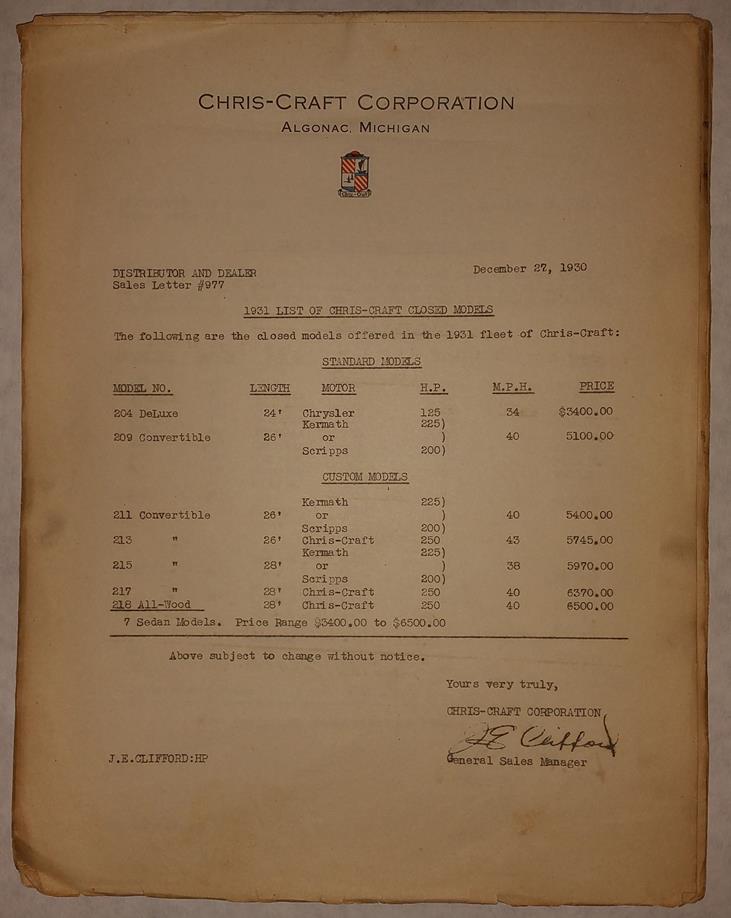 CHRIS-CRAFT CORPORATION
ALGONAC, MICHIGAN
Chris-Craft
December 27, 1930
DISTRIBUTOR AND DEALER
Sales Letter #977
1931 LIST OF CHRIS-CRAFT CLOSED MODELS
The following are the closed models offered in the 1931 fleet of Chris-Craft:
STANDARD MODELS
MODEL NO. LENGTH MOTOR H.P. M.P.H. PRICE
204 DeLuxe 24' Chrysler 125 34 $3400.00
Kermath 225)
209 Convertible 26' or ) 40 5100.00
Scripps 200)
CUSTOM MODELS
Kermath 225)
211 Convertible 26' or ) 40 5400.00
Scripps 200)
213 " 26' Chris-Craft 250 43 5745.00
Kermath 225)
215 " 28' or ) 38 5970.00
Scripps 200)
217 " 28' Chris-Craft 250 40 6370.00
218 All-Wood 28' Chris-Craft 250 40 6500.00
7 Sedan Models. Price Range $3400.00 to $6500.00
Above subject to change without notice.
Yours very truly,
CHRIS-CRAFT CORPORATION
JE Clifford
J.E.CLIFFORD:HP
General Sales Manager